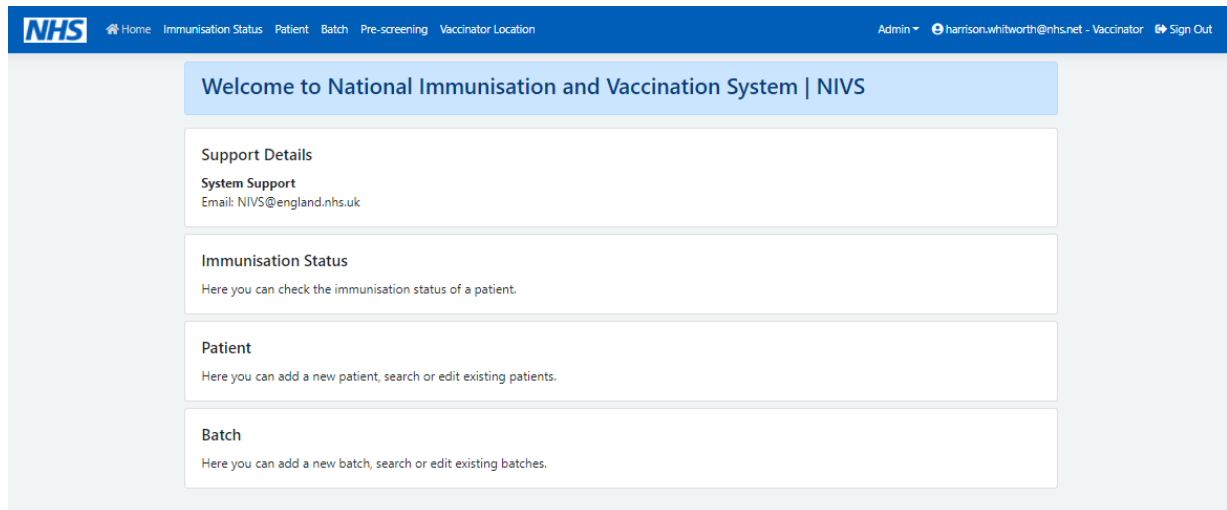 NHS Home Immunisation Status Patient Batch Pre-screening Vaccinator Location Admin harrison.whitworth@nhs.net - Vaccinator Sign Out
Welcome to National Immunisation and Vaccination System | NIVS
Support Details
System Support
Email: NIVS@england.nhs.uk
Immunisation Status
Here you can check the immunisation status of a patient.
Patient
Here you can add a new patient, search or edit existing patients.
Batch
Here you can add a new batch, search or edit existing batches.